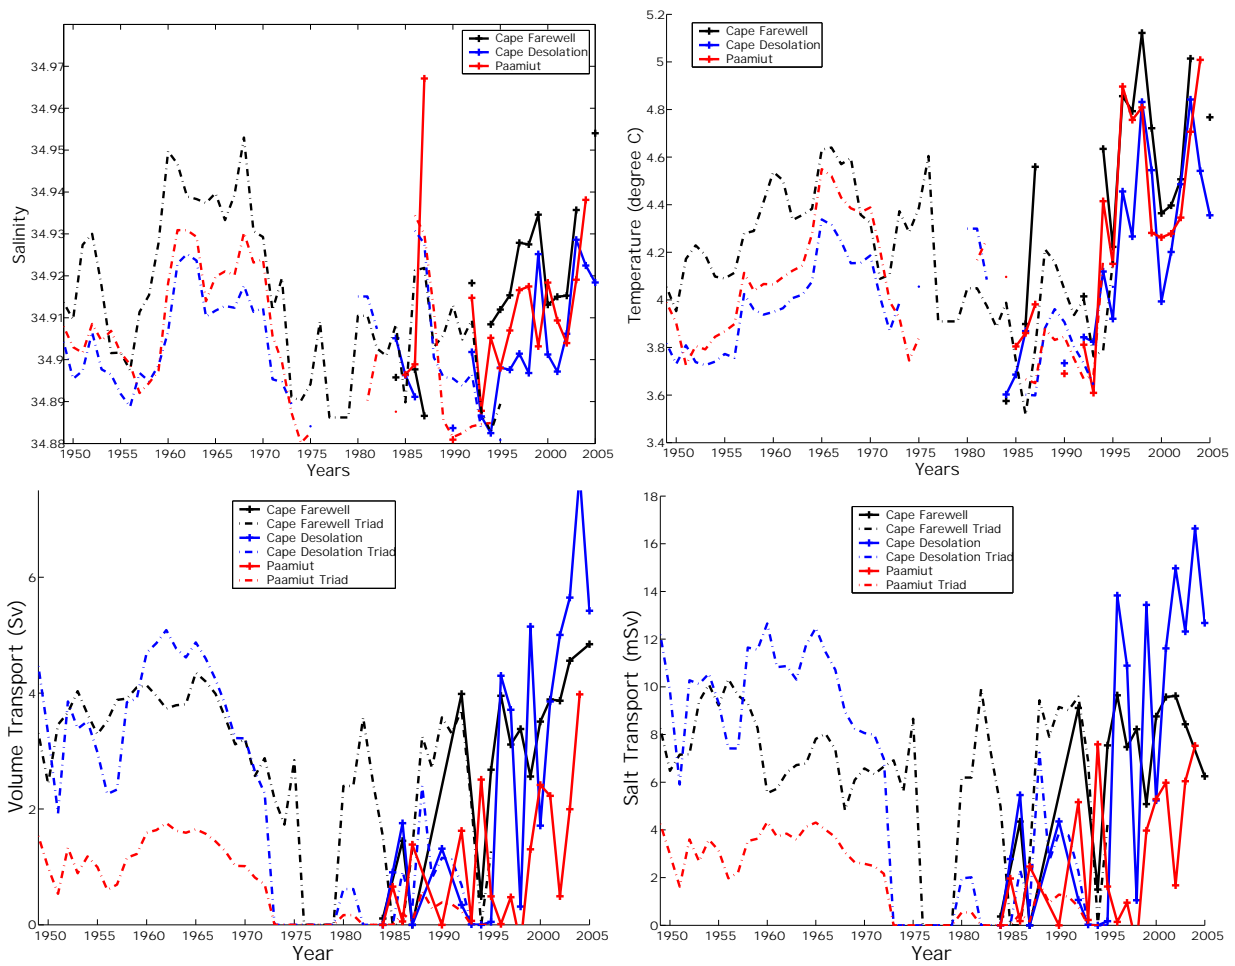 Cape Farewell
Cape Desolation
Paamiut
34.97
34.96
34.95
34.94
34.93
34.92
34.91
34.9
34.89
34.88
Salinity
1950 1955 1960 1965 1970 1975 1980 1985 1990 1995 2000 2005
Years
Cape Farewell
Cape Desolation
Paamiut
5.2
5
4.8
4.6
4.4
4.2
4
3.8
3.6
3.4
Temperature (degree C)
1950 1955 1960 1965 1970 1975 1980 1985 1990 1995 2000 2005
Years
Cape Farewell
Cape Farewell Triad
Cape Desolation
Cape Desolation Triad
Paamiut
Paamiut Triad
6
4
2
0
Volume Transport (Sv)
1950 1955 1960 1965 1970 1975 1980 1985 1990 1995 2000 2005
Year
Cape Farewell
Cape Farewell Triad
Cape Desolation
Cape Desolation Triad
Paamiut
Paamiut Triad
18
16
14
12
10
8
6
4
2
0
Salt Transport (mSv)
1950 1955 1960 1965 1970 1975 1980 1985 1990 1995 2000 2005
Year